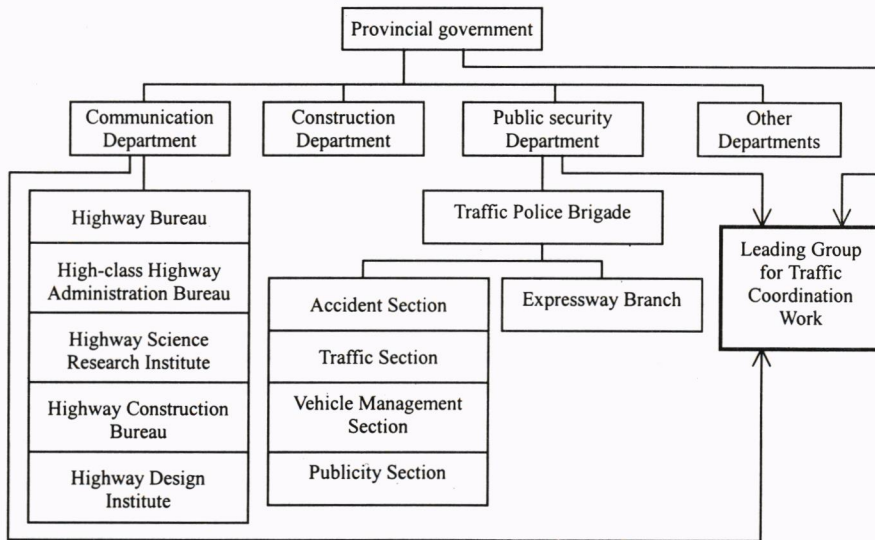 Provincial government
Communication
Department
Construction
Department
Public security
Department
Other
Departments
Highway Bureau
High-class Highway
Administration Bureau
Highway Science
Research Institute
Highway Construction
Bureau
Highway Design
Institute
Traffic Police Brigade
Accident Section
Traffic Section
Vehicle Management
Section
Publicity Section
Expressway Branch
Leading Group
for Traffic
Coordination
Work